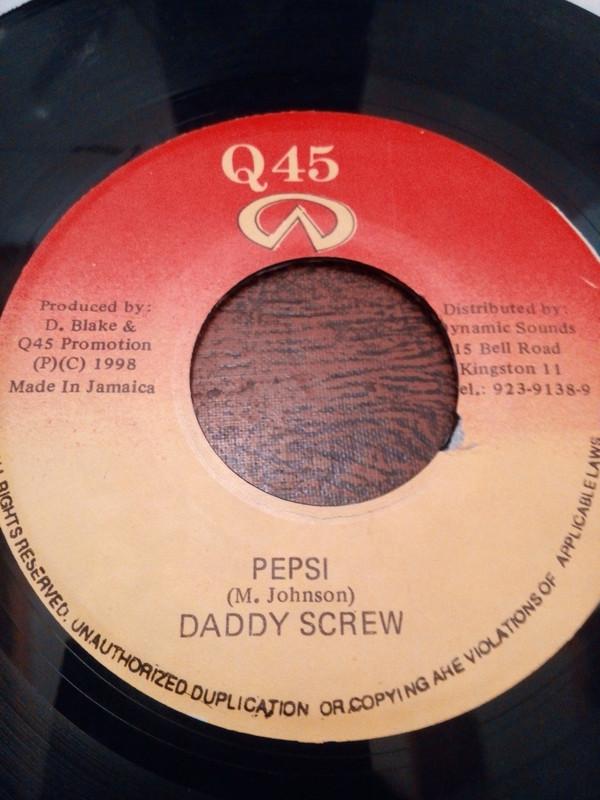 Q45
Produced by:
D. Blake &
Q45 Promotion
(P)(C) 1998
Made In Jamaica
Distributed by:
ynamic Sounds
15 Bell Road
Kingston 11
el.: 923-9138-9
PEPSI
(M. Johnson)
DADDY SCREW
RIGHTS RESERVED. UNAUTHORIZED DUPLICATION OR COPYING ARE VIOLATIONS OF APPLICABLE LAWS